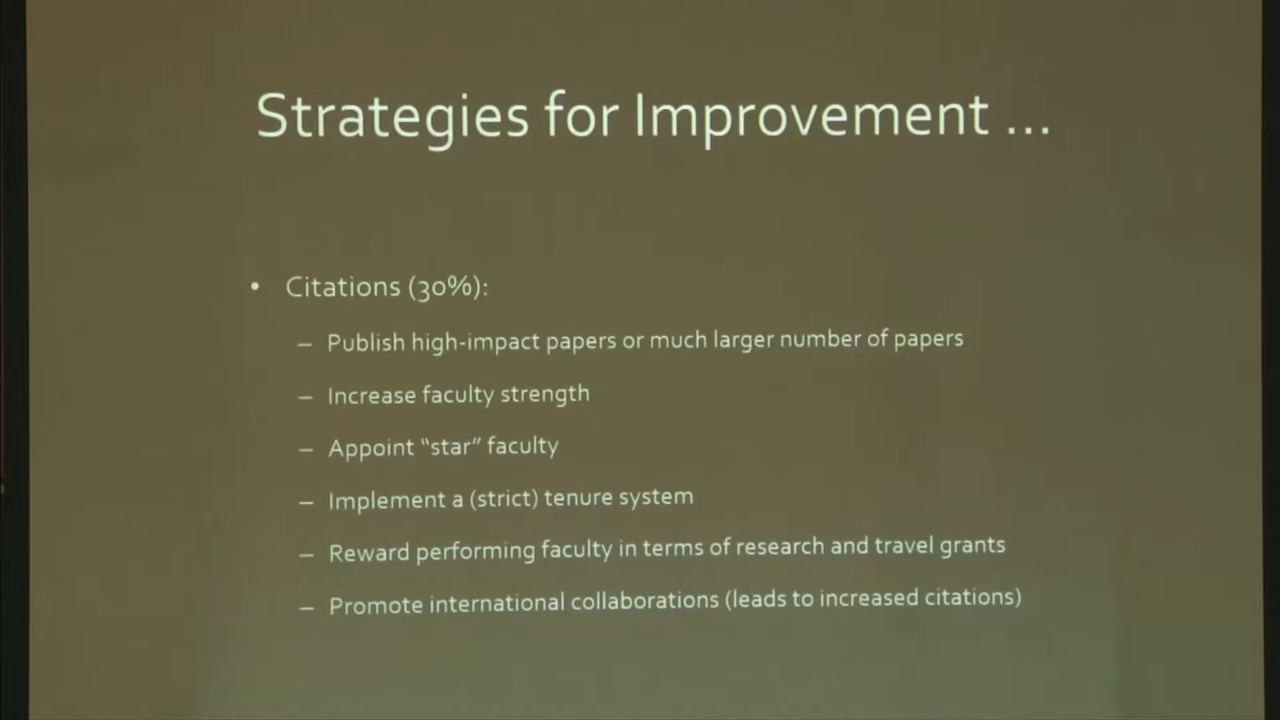 Strategies for Improvement ...
• Citations (30%):
– Publish high-impact papers or much larger number of papers
– Increase faculty strength
– Appoint “star” faculty
– Implement a (strict) tenure system
– Reward performing faculty in terms of research and travel grants
– Promote international collaborations (leads to increased citations)